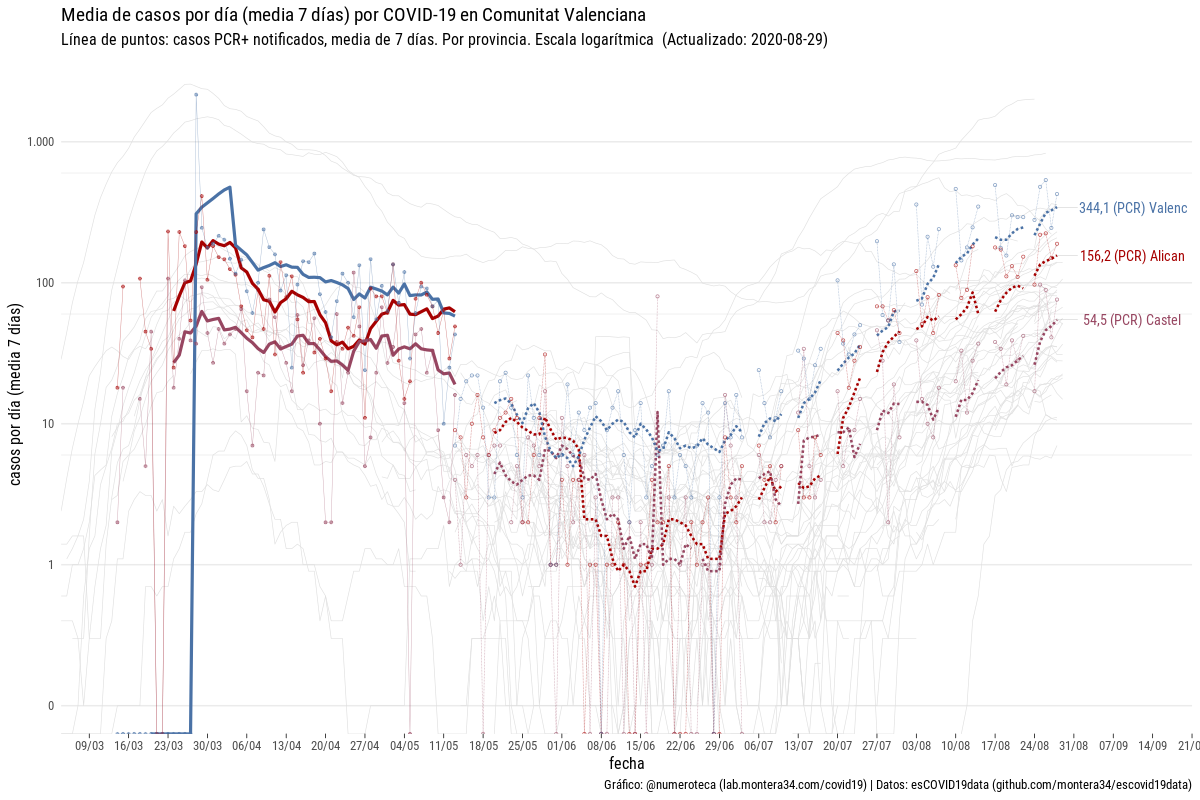 Media de casos por día (media 7 días) por COVID-19 en Comunitat Valenciana
Línea de puntos: casos PCR+ notificados, media de 7 días. Por provincia. Escala logarítmica (Actualizado: 2020-08-29)
casos por día (media 7 días)
1.000
100
10
1
0
344,1 (PCR) Valenc
156,2 (PCR) Alican
54,5 (PCR) Castel
09/03 16/03 23/03 30/03 06/04 13/04 20/04 27/04 04/05 11/05 18/05 25/05 01/06 08/06 15/06 22/06 29/06 06/07 13/07 20/07 27/07 03/08 10/08 17/08 24/08 31/08 07/09 14/09 21/0
fecha
Gráfico: @numeroteca (lab.montera34.com/covid19) | Datos: esCOVID19data (github.com/montera34/escovid19data)